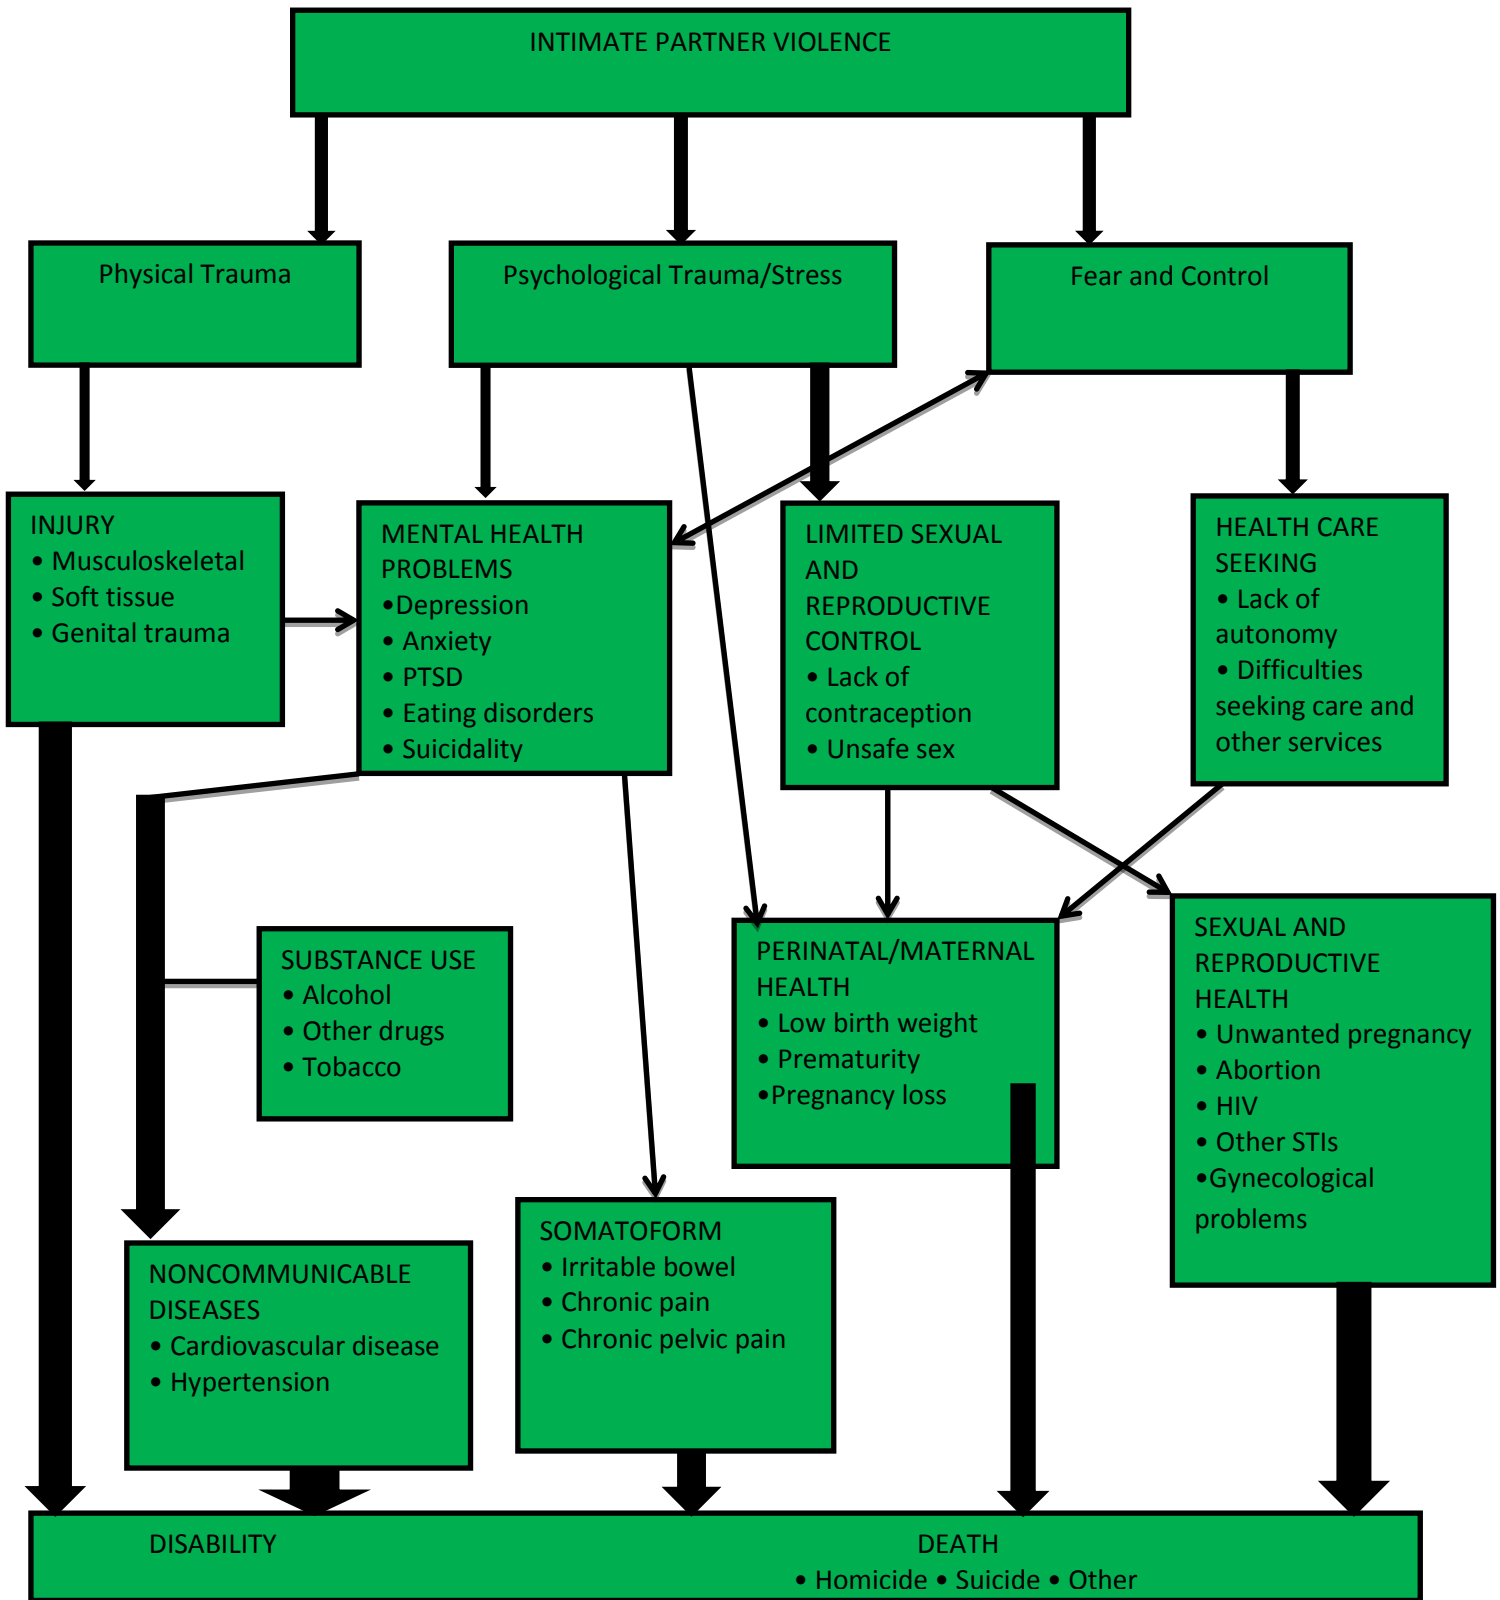 INTIMATE PARTNER VIOLENCE
Physical Trauma
Psychological Trauma/Stress
Fear and Control
INJURY
• Musculoskeletal
• Soft tissue
• Genital trauma
MENTAL HEALTH
PROBLEMS
•Depression
• Anxiety
• PTSD
• Eating disorders
• Suicidality
LIMITED SEXUAL
AND
REPRODUCTIVE
CONTROL
• Lack of
contraception
• Unsafe sex
HEALTH CARE
SEEKING
• Lack of
autonomy
• Difficulties
seeking care and
other services
SUBSTANCE USE
• Alcohol
• Other drugs
• Tobacco
PERINATAL/MATERNAL
HEALTH
• Low birth weight
• Prematurity
•Pregnancy loss
SEXUAL AND
REPRODUCTIVE
HEALTH
• Unwanted pregnancy
• Abortion
• HIV
• Other STIs
•Gynecological
problems
NONCOMMUNICABLE
DISEASES
• Cardiovascular disease
• Hypertension
SOMATOFORM
• Irritable bowel
• Chronic pain
• Chronic pelvic pain
DISABILITY
DEATH
• Homicide • Suicide • Other